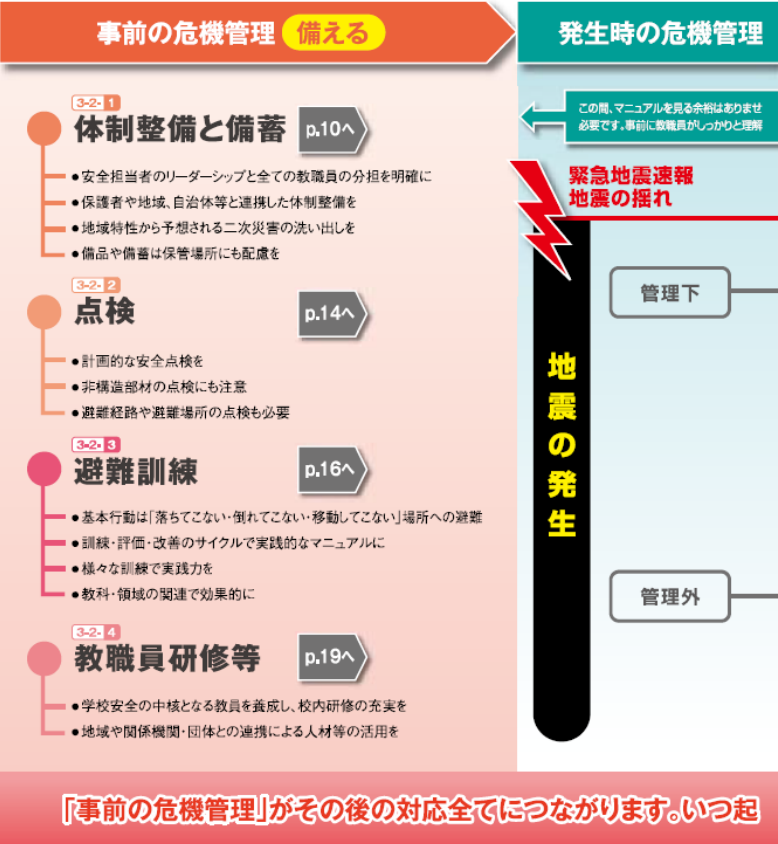 事前の危機管理 備える
発生時の危機管理
3-2-1
体制整備と備蓄
p.10へ
●安全担当者のリーダーシップと全ての教職員の分担を明確に
●保護者や地域、自治体等と連携した体制整備を
●地域特性から予想される二次災害の洗い出しを
●備品や備蓄は保管場所にも配慮を
3-2-2
点検
p.14へ
●計画的な安全点検を
●非構造部材の点検にも注意
●避難経路や避難場所の点検も必要
3-2-3
避難訓練
p.16へ
●基本行動は「落ちてこない・倒れてこない・移動してこない」場所への避難
●訓練・評価・改善のサイクルで実践的なマニュアルに
●様々な訓練で実践力を
●教科・領域の関連で効果的に
3-2-4
教職員研修等
p.19へ
●学校安全の中核となる教員を養成し、校内研修の充実を
●地域や関係機関・団体との連携による人材等の活用を
この間、マニュアルを見る余裕はありませ
必要です。事前に教職員がしっかりと理解
緊急地震速報
地震の揺れ
地震の発生
管理下
管理外
「事前の危機管理」がその後の対応全てにつながります。いつ起